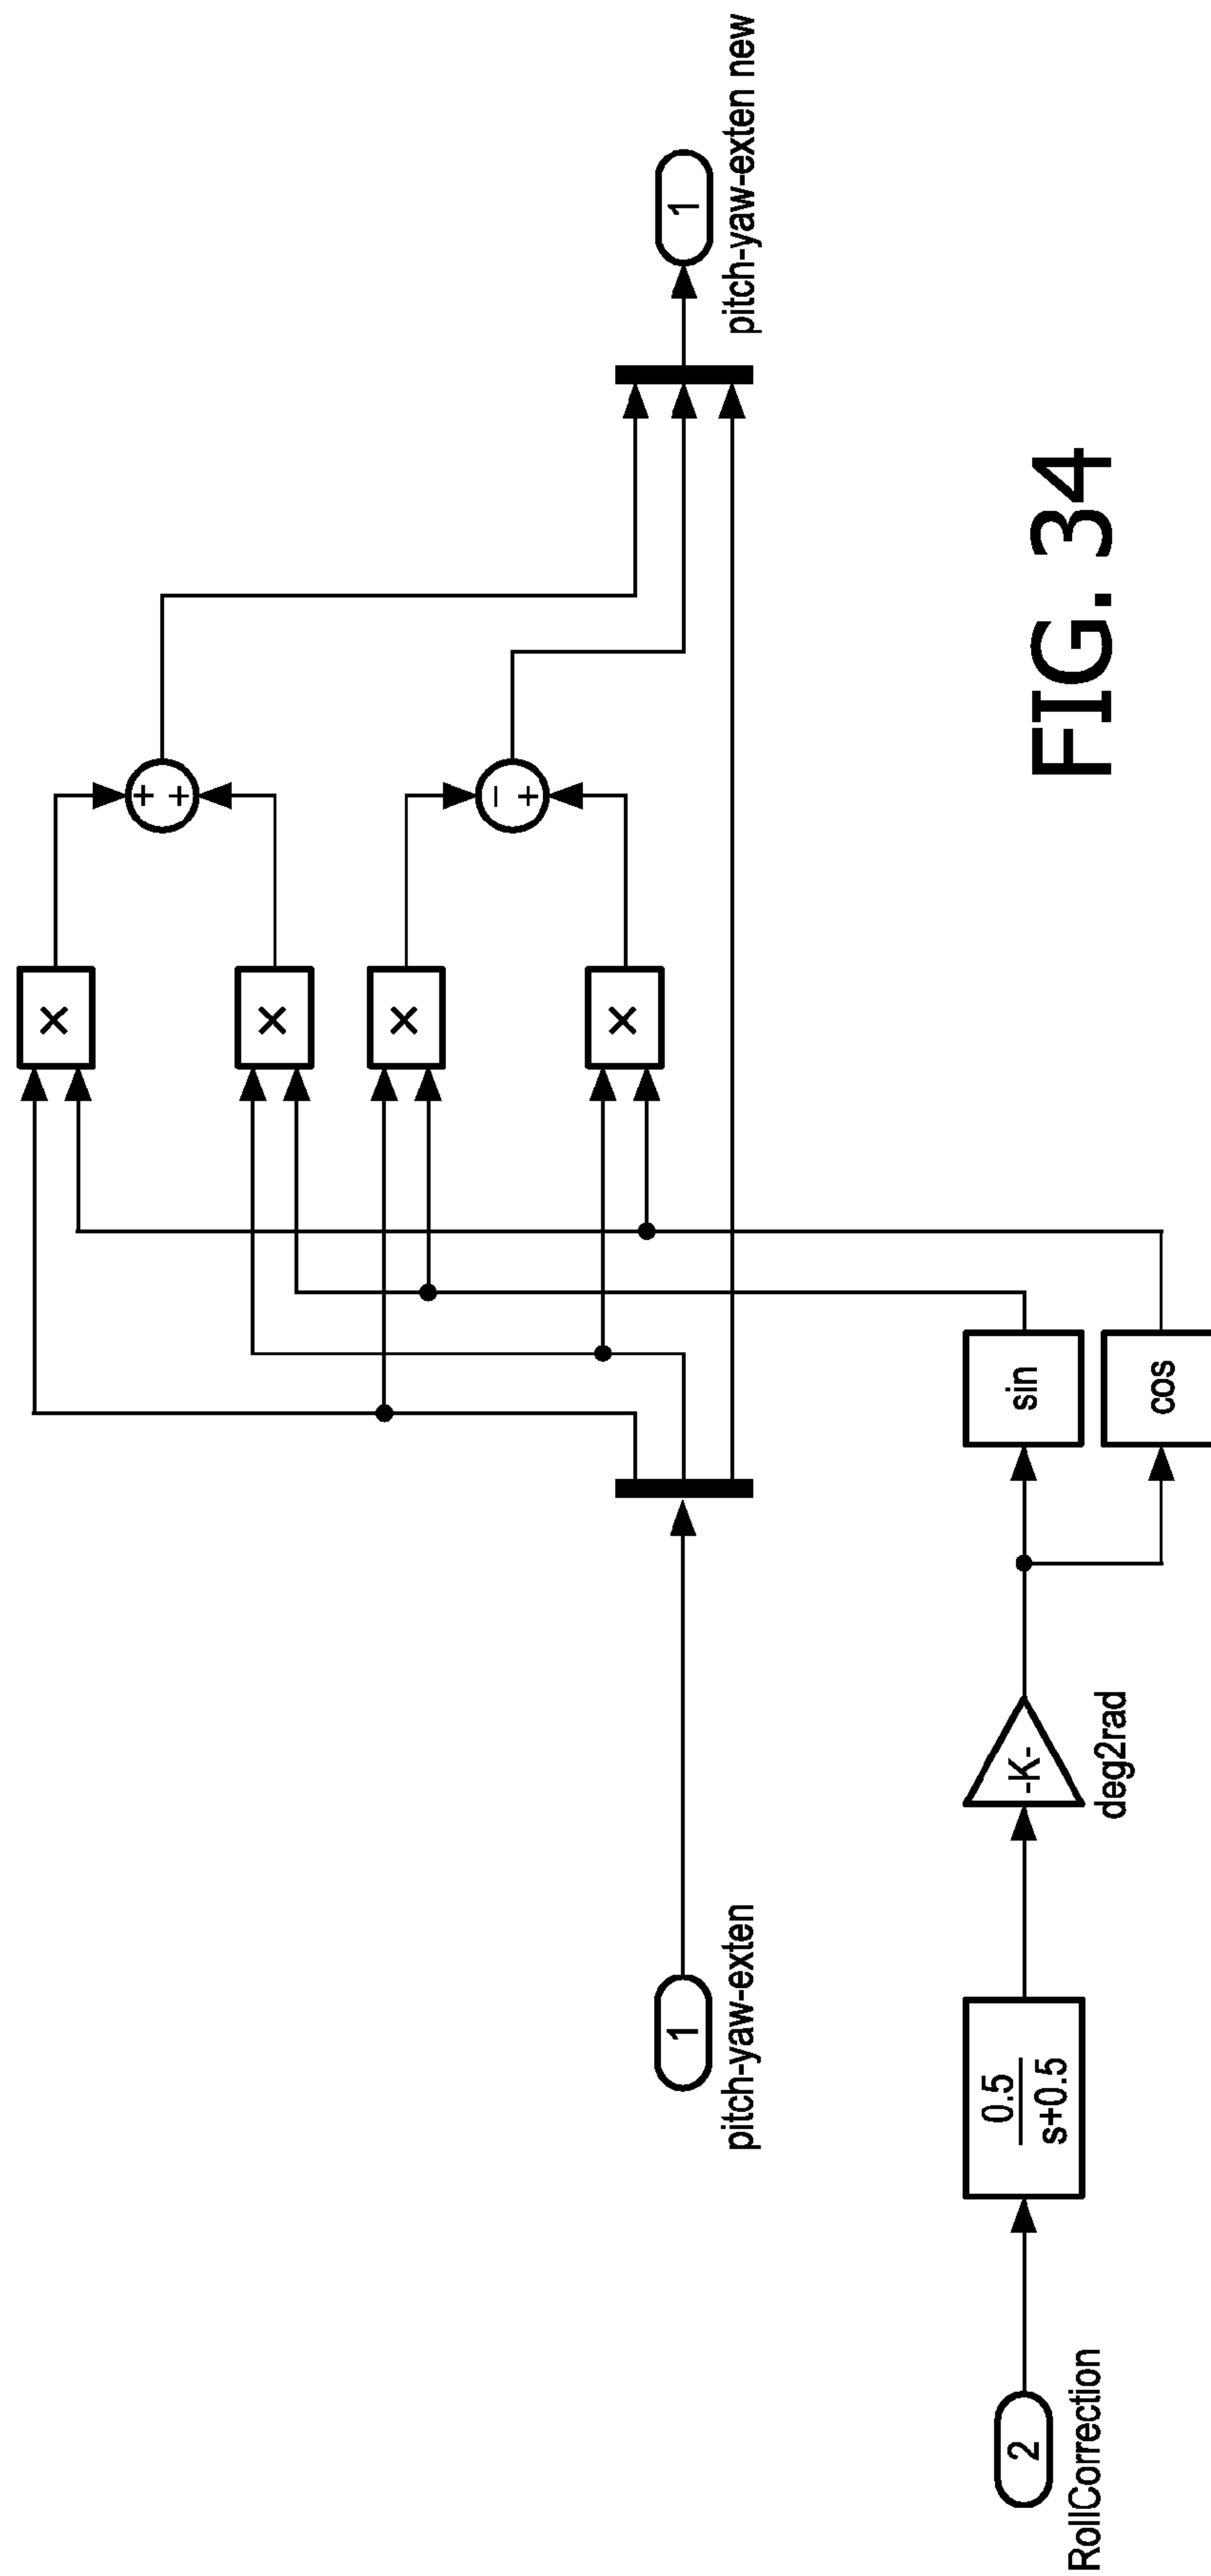 ×
+
+
×
×
−
+
×
1
pitch-yaw-exten
1
pitch-yaw-exten new
2
RollCorrection
0.5
s+0.5
-K-
deg2rad
sin
cos
FIG. 34